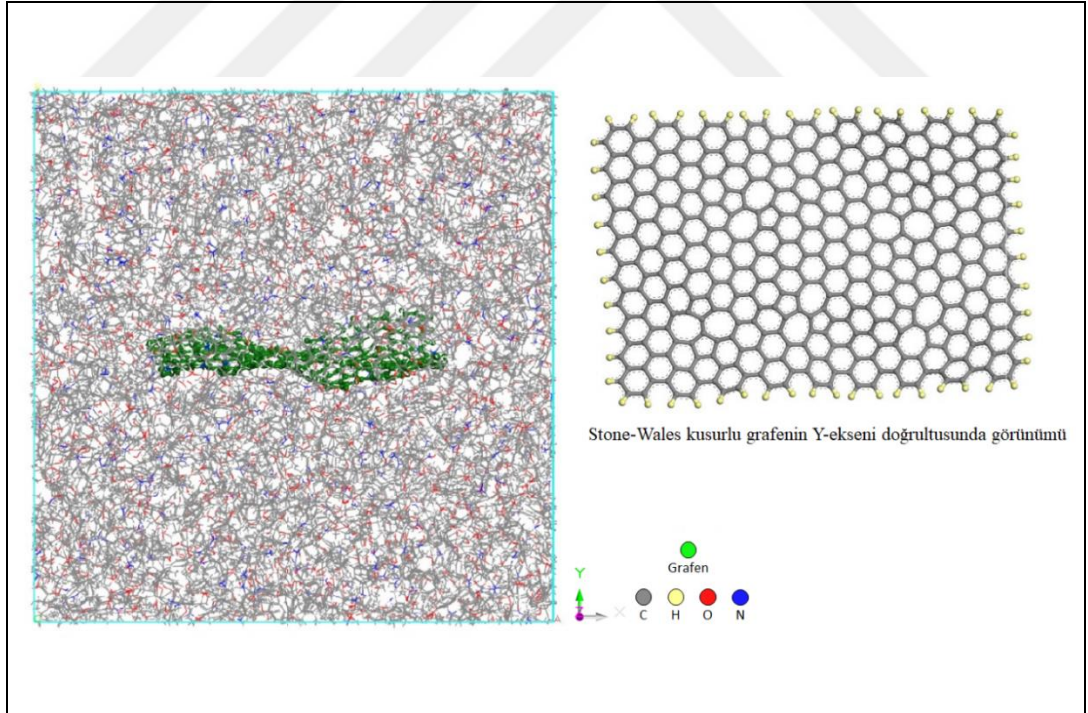 Stone-Wales kusurlu grafenin Y-ekseni doğrultusunda görünümü
Grafen
Y
Z
X
C H O N